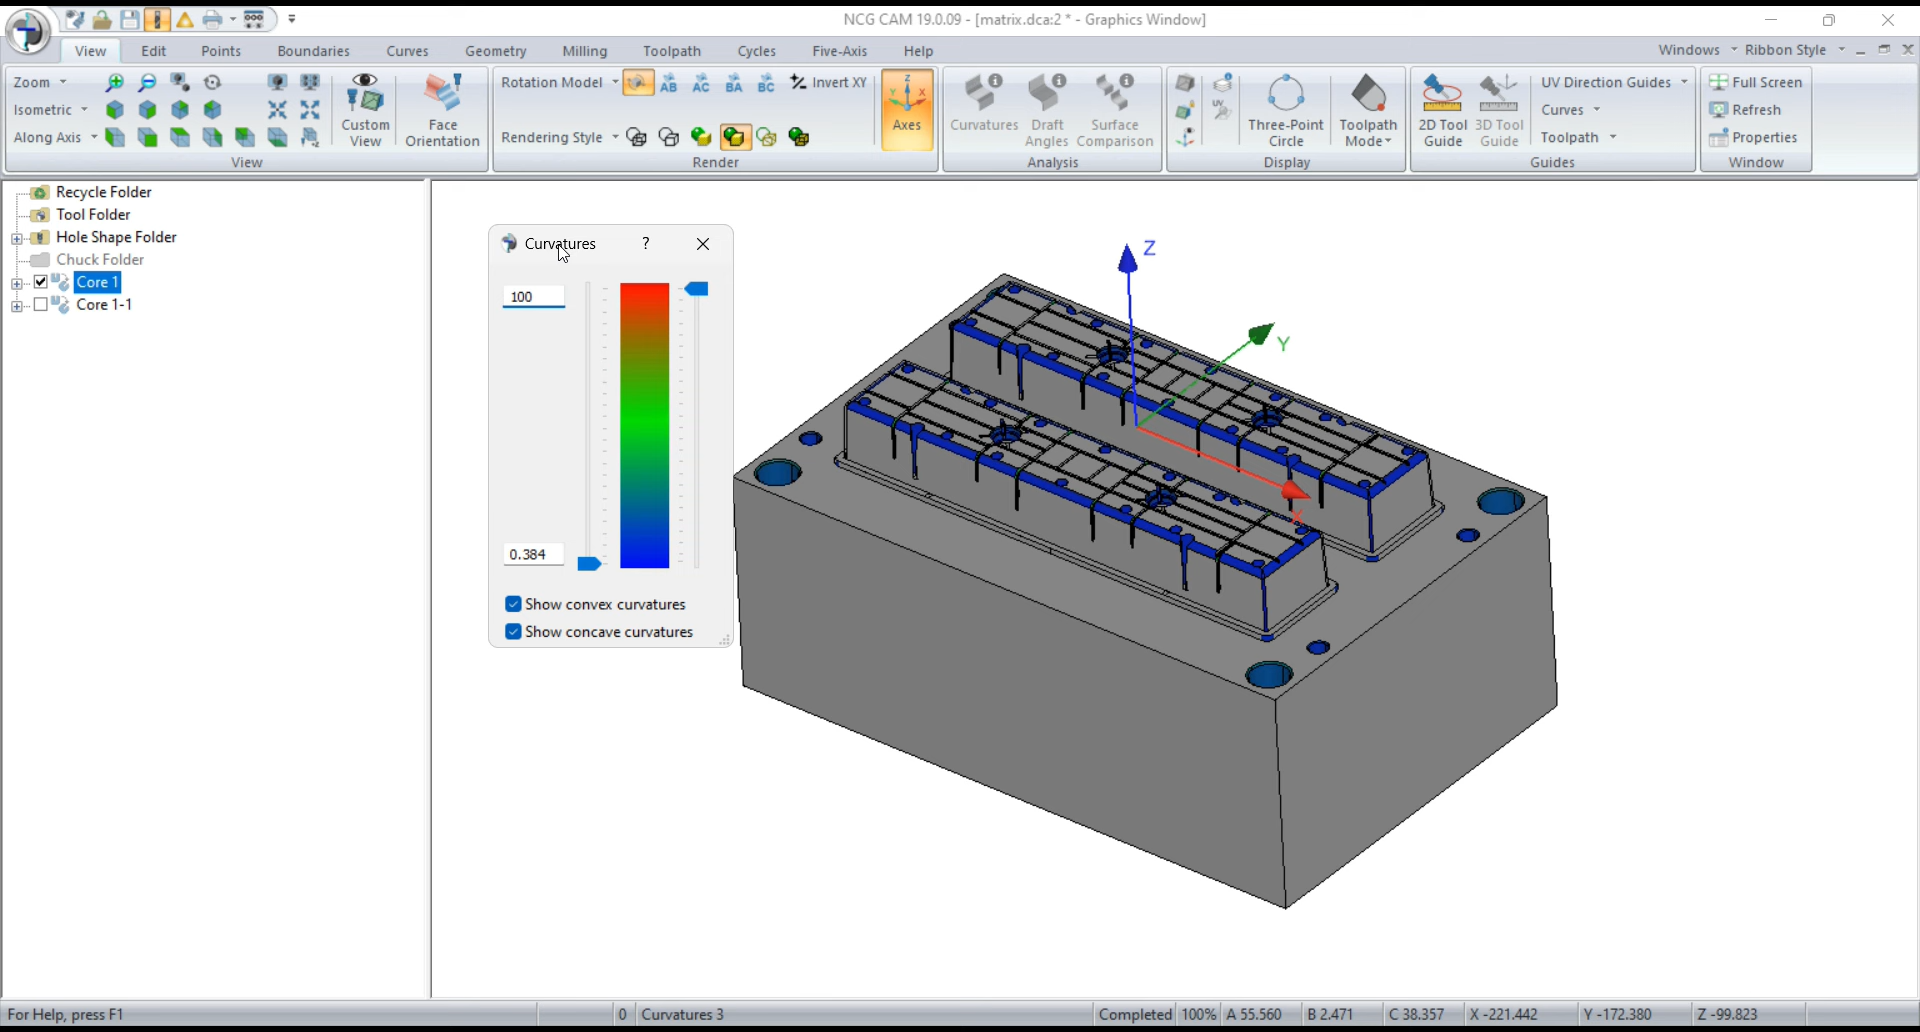 NCG CAM 19.0.09 - [matrix.dca:2 * - Graphics Window]
View Edit Points Boundaries Curves Geometry Milling Toolpath Cycles Five-Axis Help
Windows Ribbon Style
Zoom
Isometric
Along Axis
Custom View
Face Orientation
View
Rotation Model AB AC BA BC Invert XY
Rendering Style
Axes
Render
Curvatures
Draft Angles
Surface Comparison
Analysis
Three-Point Circle
Toolpath Mode
Display
2D Tool Guide
3D Tool Guide
UV Direction Guides
Curves
Toolpath
Guides
Full Screen
Refresh
Properties
Window
Recycle Folder
Tool Folder
Hole Shape Folder
Chuck Folder
Core 1
Core 1-1
Curvatures ?
100
0.384
Show convex curvatures
Show concave curvatures
Z
Y
X
For Help, press F1 0 Curvatures 3 Completed 100% A 55.560 B 2.471 C 38.357 X -221.442 Y -172.380 Z -99.823